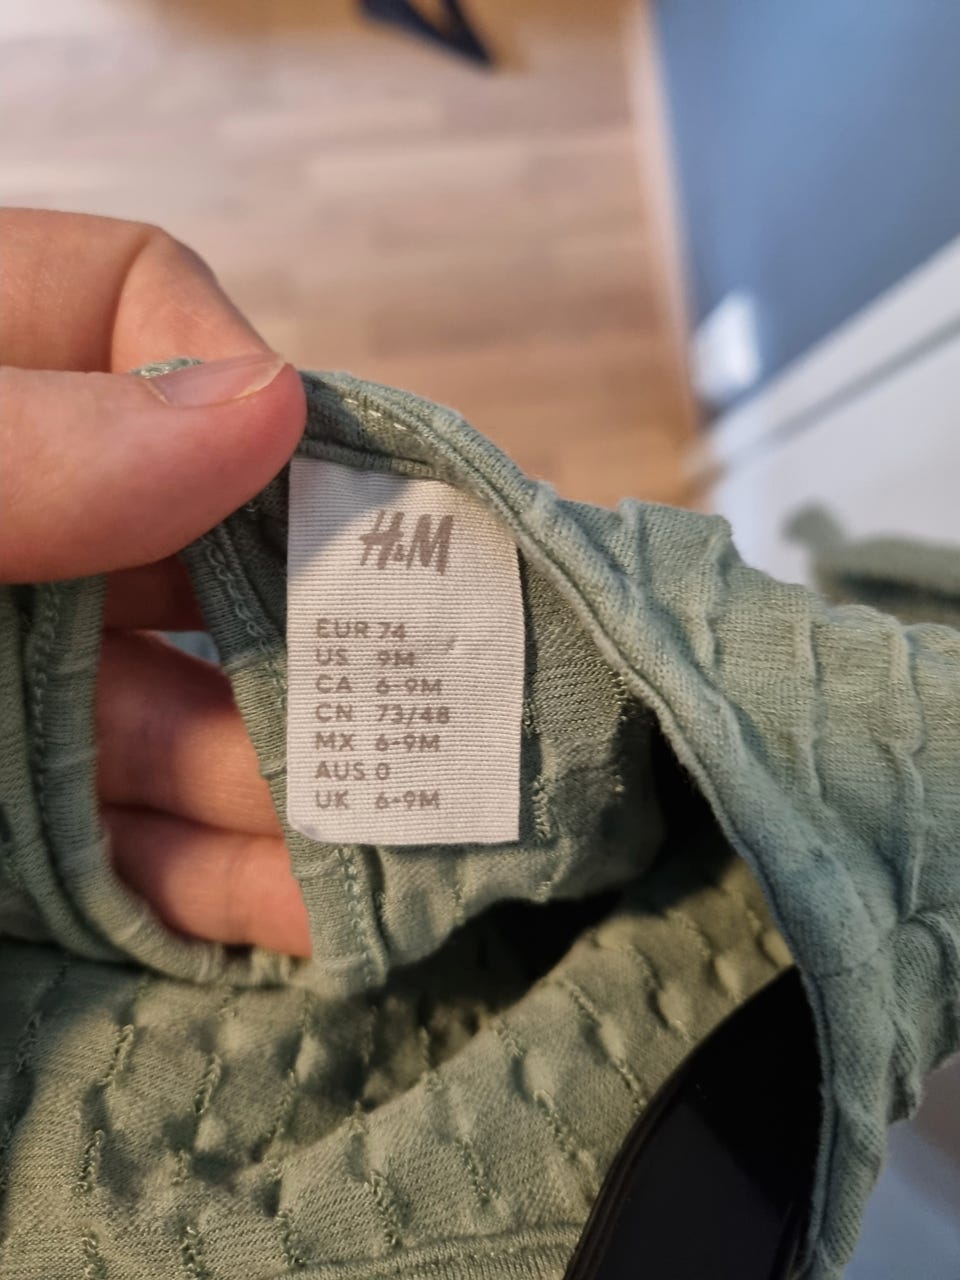 H&M
EUR 74
US 9M
CA 6-9M
CN 73/48
MX 6-9M
AUS 0
UK 6-9M